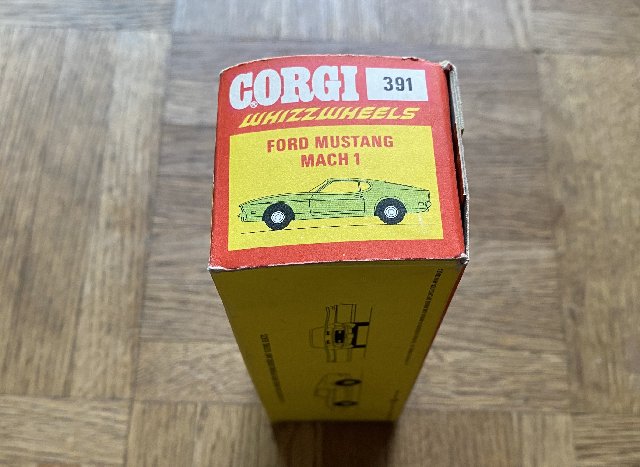 CORGI® 391
WHIZZWHEELS
FORD MUSTANG
MACH 1